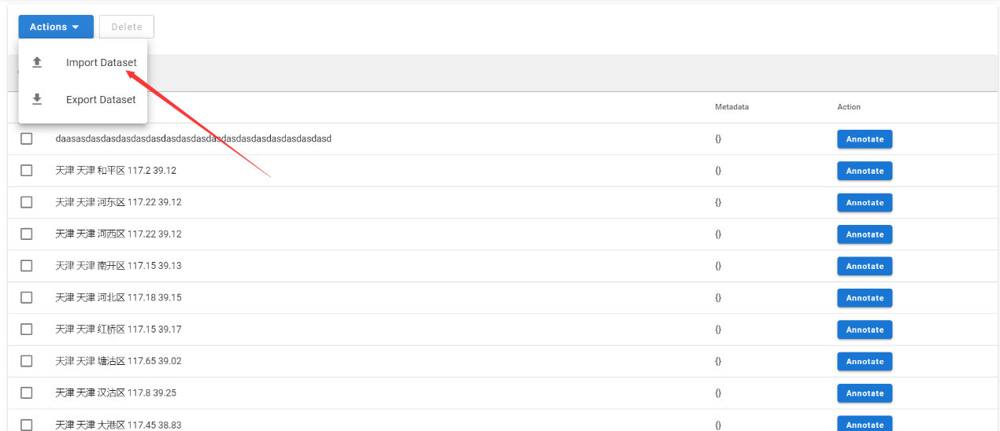 Actions Delete
Import Dataset
Export Dataset
Metadata Action
daasasdasdasdasdasdasdasdasdasdasdasdasdasdasdasdasdasd {} Annotate
天津 天津 和平区 117.2 39.12 {} Annotate
天津 天津 河东区 117.22 39.12 {} Annotate
天津 天津 河西区 117.22 39.12 {} Annotate
天津 天津 南开区 117.15 39.13 {} Annotate
天津 天津 河北区 117.18 39.15 {} Annotate
天津 天津 红桥区 117.15 39.17 {} Annotate
天津 天津 塘沽区 117.65 39.02 {} Annotate
天津 天津 汉沽区 117.8 39.25 {} Annotate
天津 天津 大港区 117.45 38.83 {} Annotate